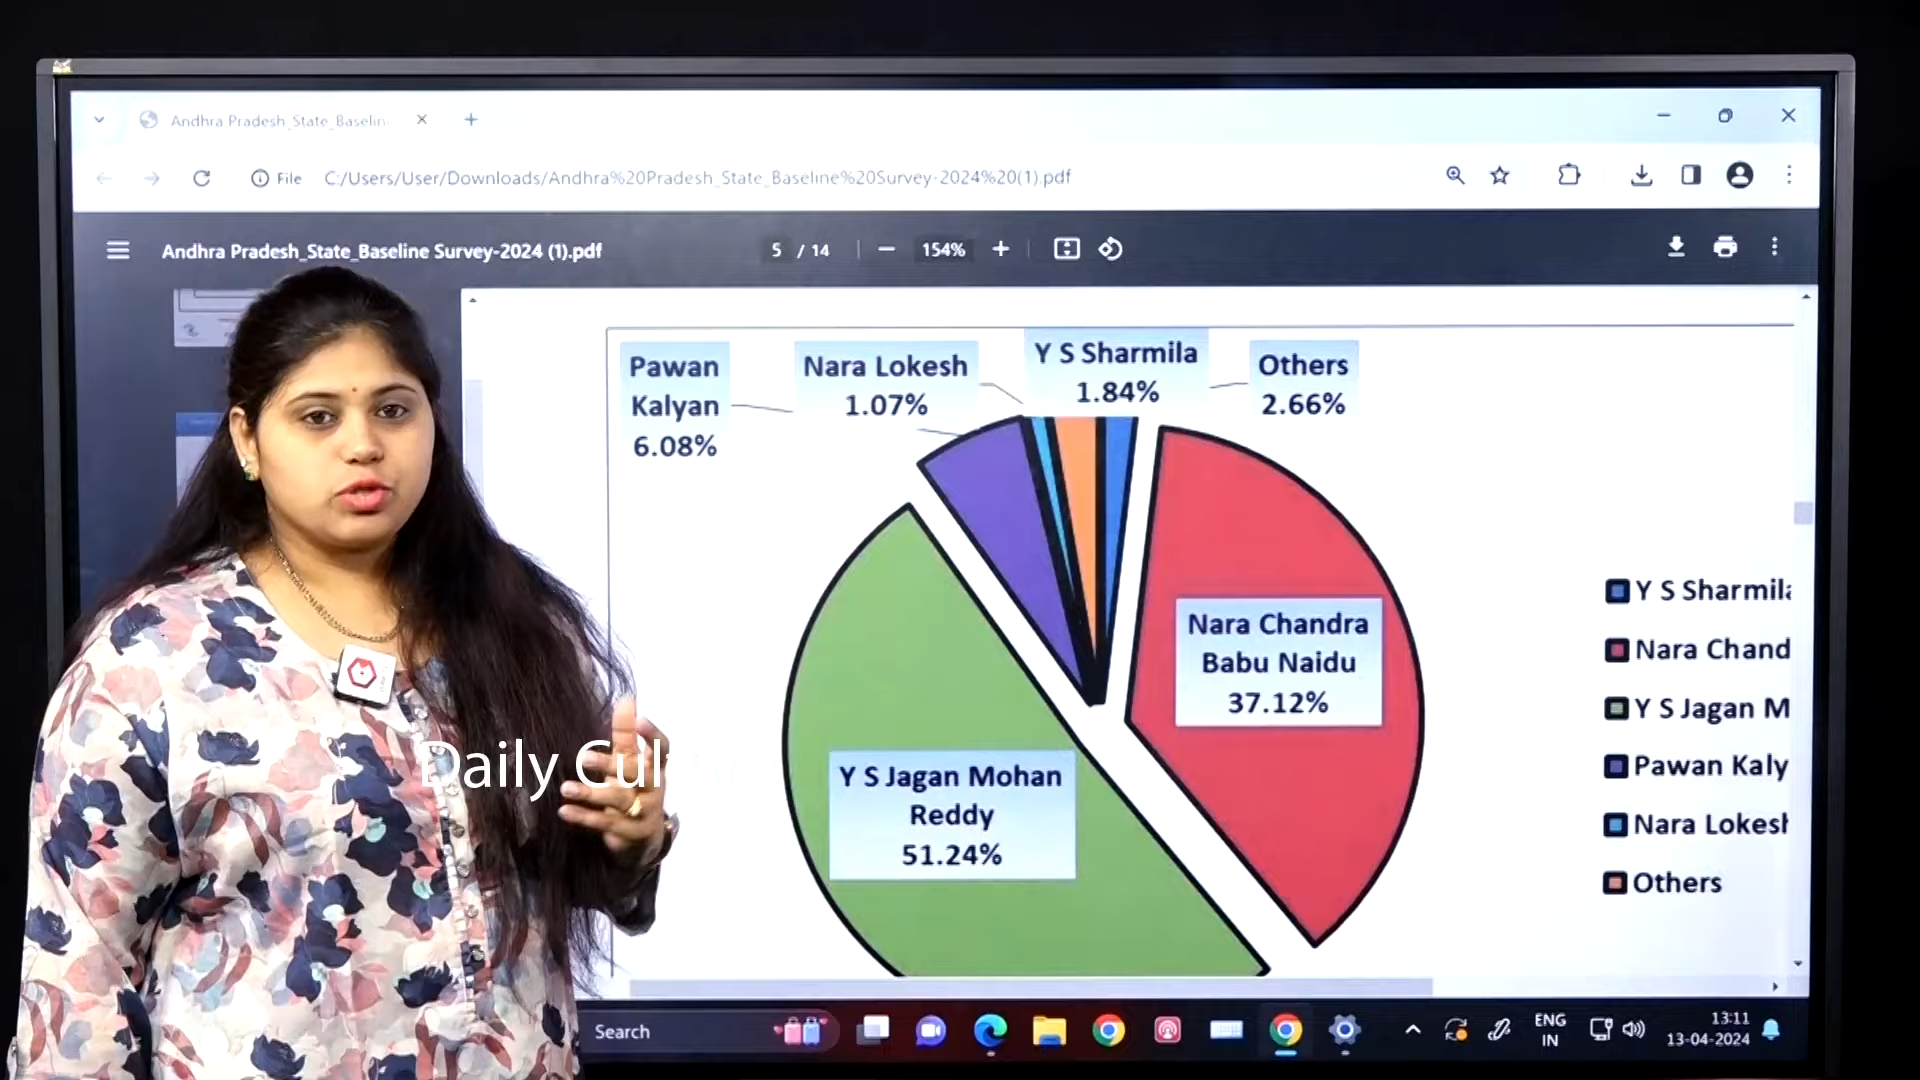 Andhra Pradesh_State_Baselin
File
C:/Users/User/Downloads/Andhra%20Pradesh_State_Baseline%20Survey-2024%20(1).pdf
Andhra Pradesh_State_Baseline Survey-2024 (1).pdf
5 / 14
154%
Pawan
Kalyan
6.08%
Nara Lokesh
1.07%
Y S Sharmila
1.84%
Others
2.66%
Nara Chandra
Babu Naidu
37.12%
Y S Jagan Mohan
Reddy
51.24%
Y S Sharmila
Nara Chand
Y S Jagan M
Pawan Kaly
Nara Lokesh
Others
Daily Cul
Search
ENG
IN
13:11
13-04-2024